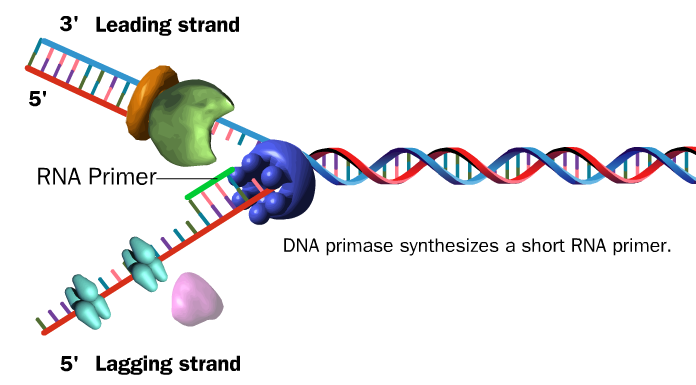 3' Leading strand
5'
RNA Primer
DNA primase synthesizes a short RNA primer.
5' Lagging strand